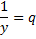 1/y = q